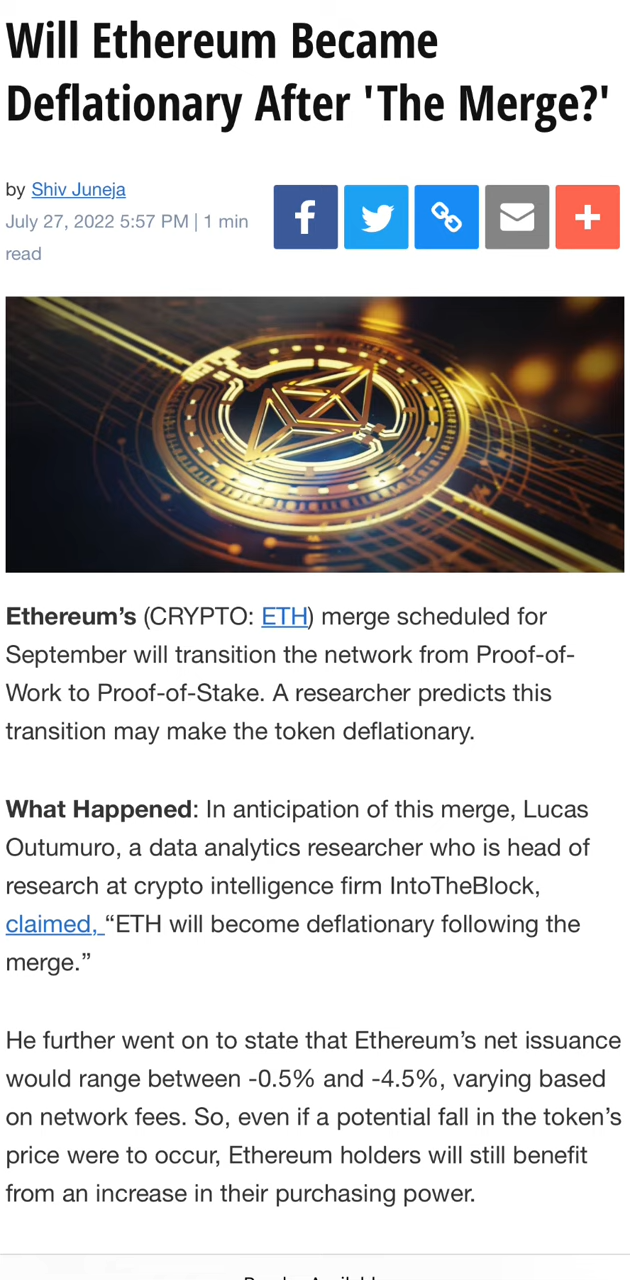 Will Ethereum Became
Deflationary After 'The Merge?'
by Shiv Juneja
July 27, 2022 5:57 PM | 1 min
read
Ethereum’s (CRYPTO: ETH) merge scheduled for
September will transition the network from Proof-of-
Work to Proof-of-Stake. A researcher predicts this
transition may make the token deflationary.
What Happened: In anticipation of this merge, Lucas
Outumuro, a data analytics researcher who is head of
research at crypto intelligence firm IntoTheBlock,
claimed, “ETH will become deflationary following the
merge.”
He further went on to state that Ethereum’s net issuance
would range between -0.5% and -4.5%, varying based
on network fees. So, even if a potential fall in the token’s
price were to occur, Ethereum holders will still benefit
from an increase in their purchasing power.